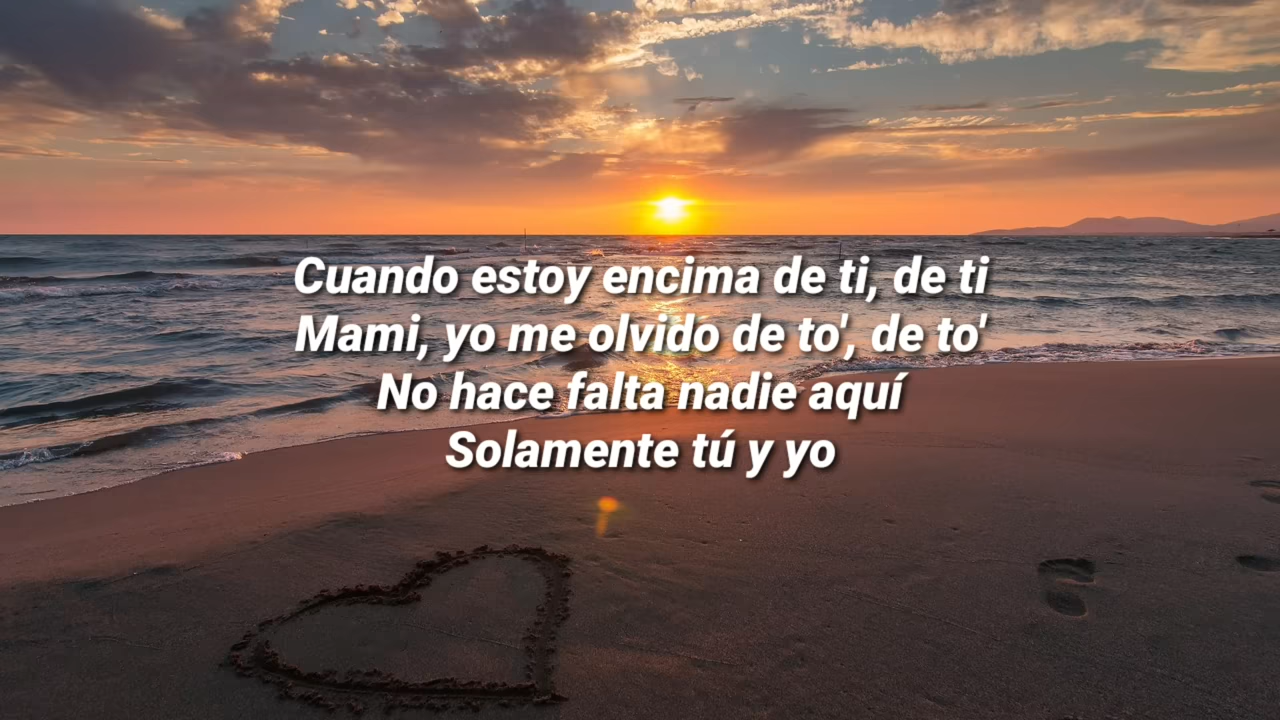 Cuando estoy encima de ti, de ti
Mami, yo me olvido de to', de to'
No hace falta nadie aquí
Solamente tú y yo